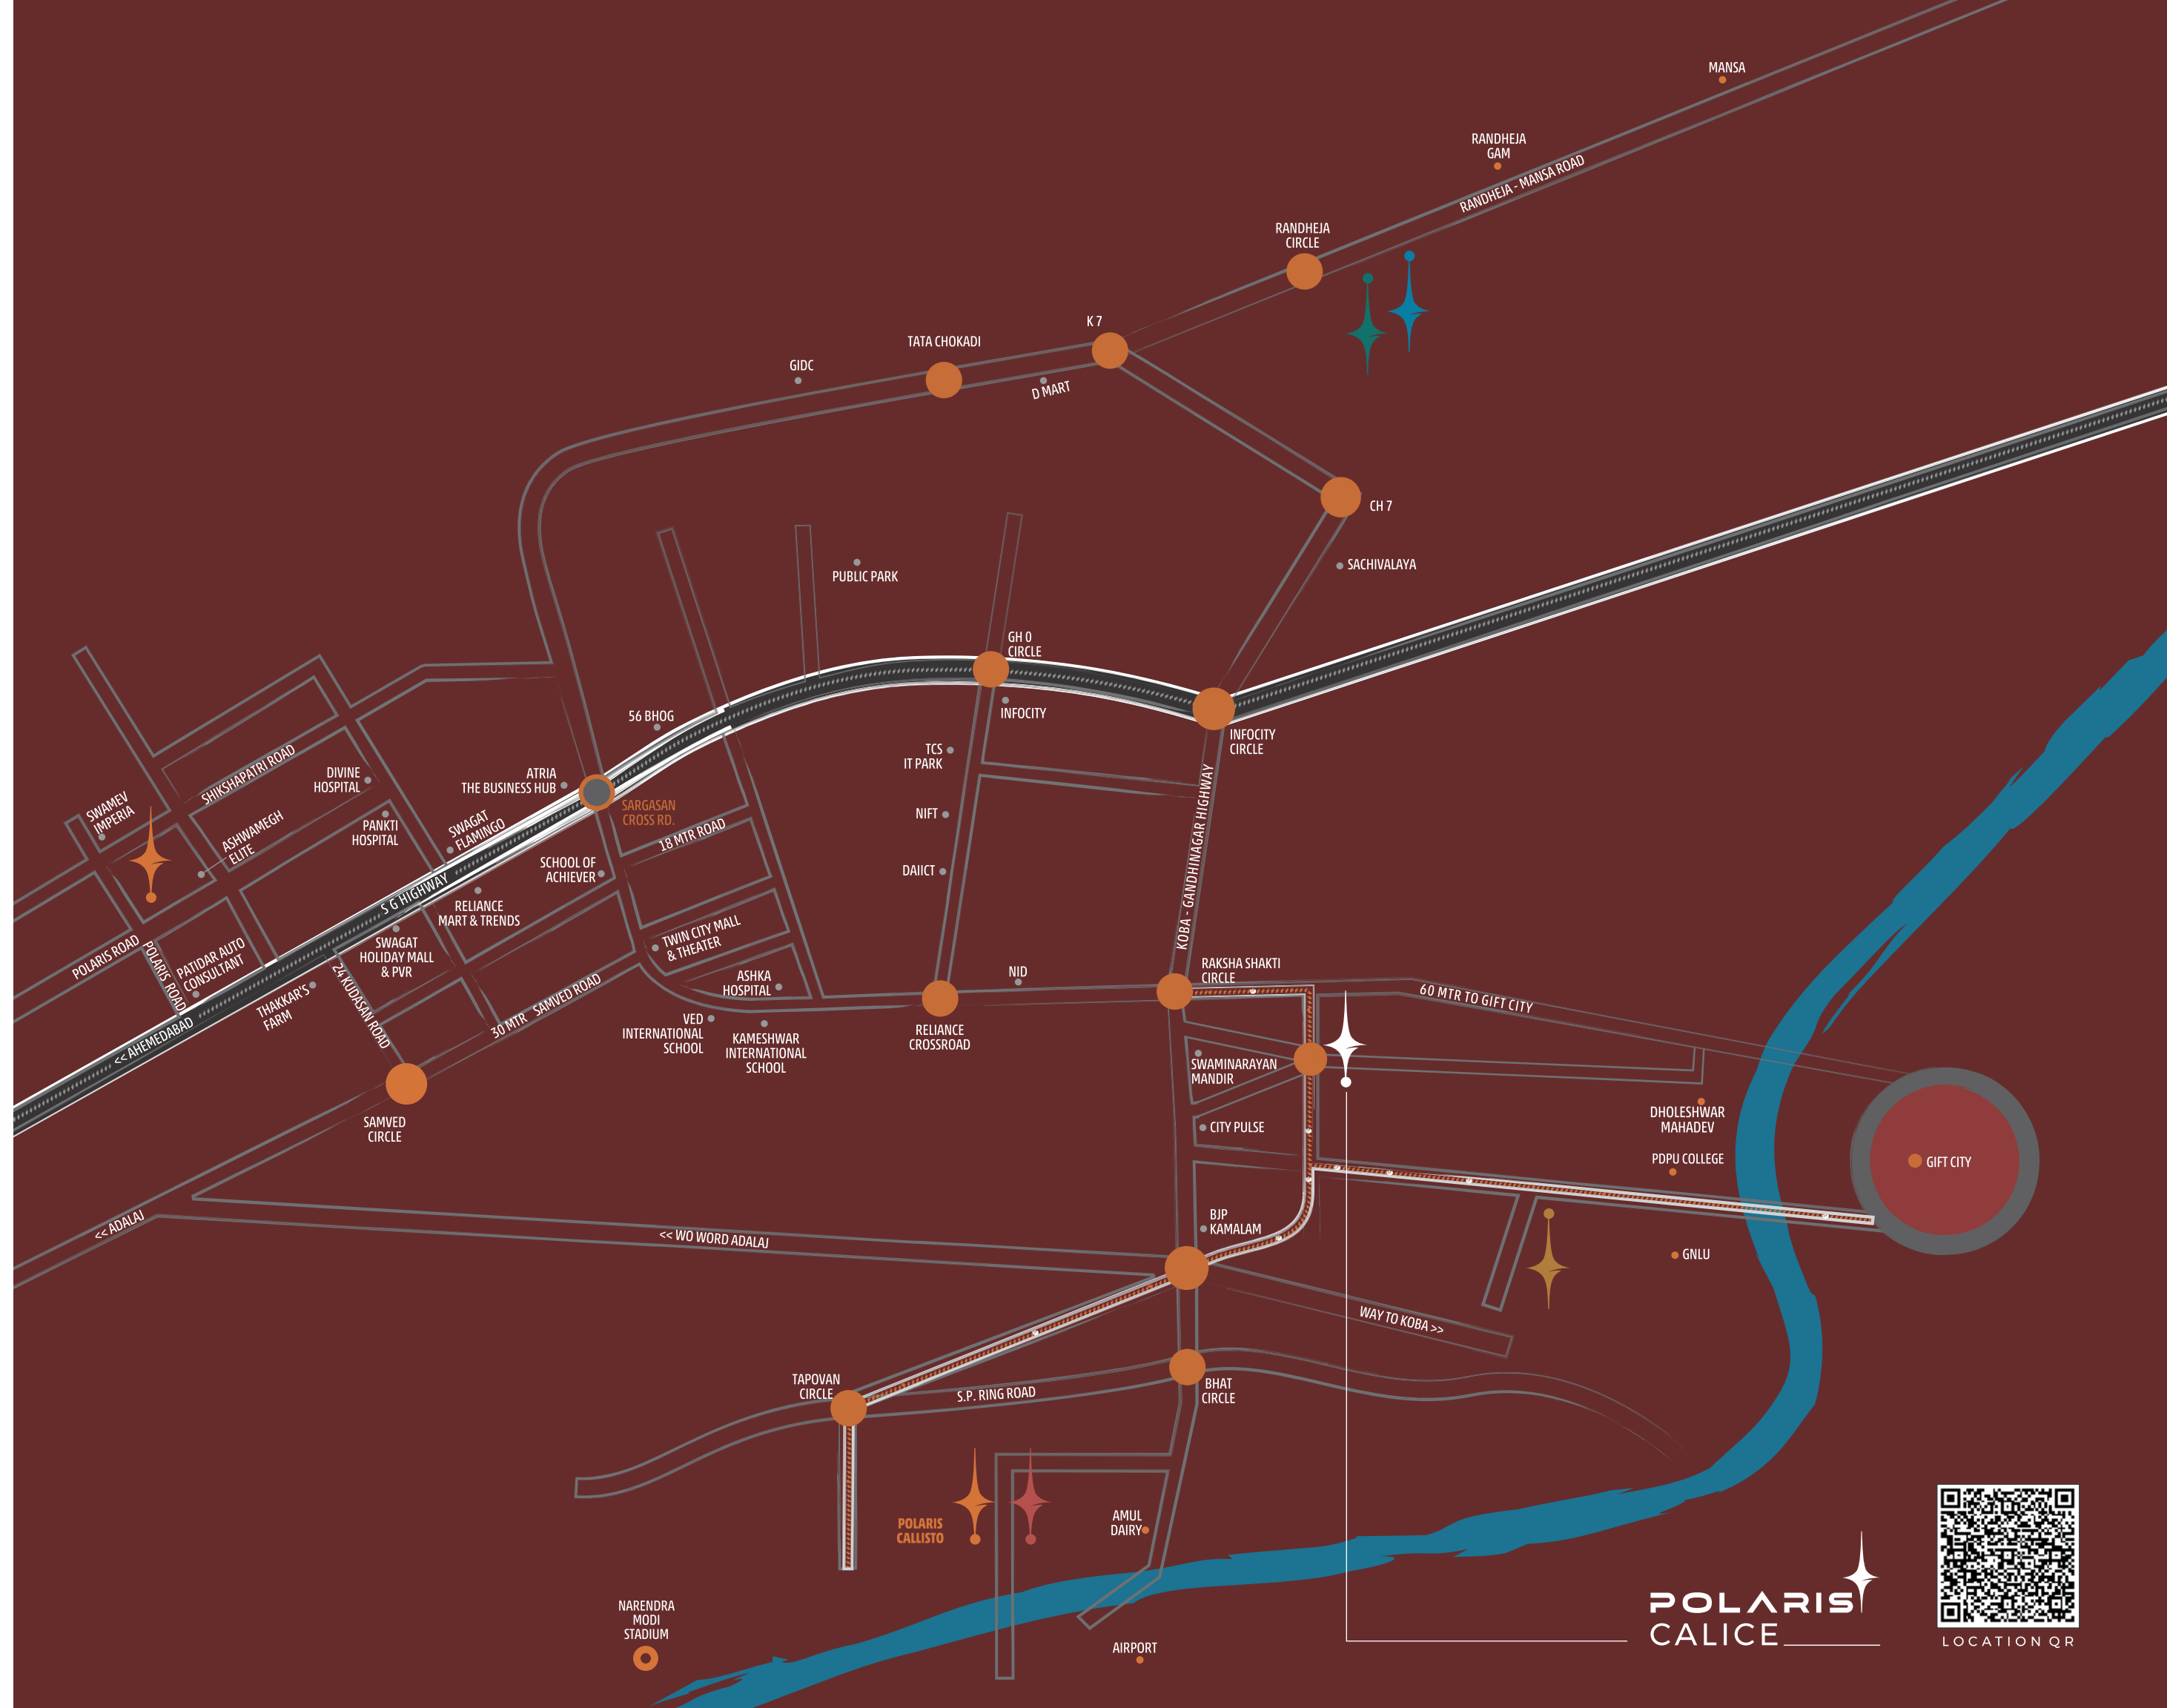 MANSA
RANDHEJA
GAM
RANDHEJA - MANSA ROAD
RANDHEJA
CIRCLE
K 7
TATA CHOKADI
GIDC
D MART
CH 7
SACHIVALAYA
PUBLIC PARK
GH 0
CIRCLE
INFOCITY
INFOCITY
CIRCLE
56 BHOG
TCS
IT PARK
NIFT
DAIICT
KOBA - GANDHINAGAR HIGHWAY
SHIKSHAPATRI ROAD
DIVINE
HOSPITAL
ATRIA
THE BUSINESS HUB
SARGASAN
CROSS RD.
SWAMEV
IMPERIA
ASHWAMEGH
ELITE
PANKTI
HOSPITAL
SWAGAT
FLAMINGO
18 MTR ROAD
SCHOOL OF
ACHIEVER
S G HIGHWAY
RELIANCE
MART & TRENDS
SWAGAT
HOLIDAY MALL
& PVR
TWIN CITY MALL
& THEATER
POLARIS ROAD
POLARIS ROAD
PATIDAR AUTO
CONSULTANT
THAKKAR'S
FARM
24 KUDASAN ROAD
30 MTR SAMVED ROAD
<< AHEMEDABAD
ASHKA
HOSPITAL
NID
RAKSHA SHAKTI
CIRCLE
60 MTR TO GIFT CITY
VED
INTERNATIONAL
SCHOOL
KAMESHWAR
INTERNATIONAL
SCHOOL
RELIANCE
CROSSROAD
SWAMINARAYAN
MANDIR
SAMVED
CIRCLE
CITY PULSE
DHOLESHWAR
MAHADEV
PDPU COLLEGE
GIFT CITY
<< ADALAJ
<< WO WORD ADALAJ
BJP
KAMALAM
GNLU
WAY TO KOBA >>
TAPOVAN
CIRCLE
S.P. RING ROAD
BHAT
CIRCLE
POLARIS
CALLISTO
AMUL
DAIRY
NARENDRA
MODI
STADIUM
AIRPORT
POLARIS
CALICE
LOCATION QR